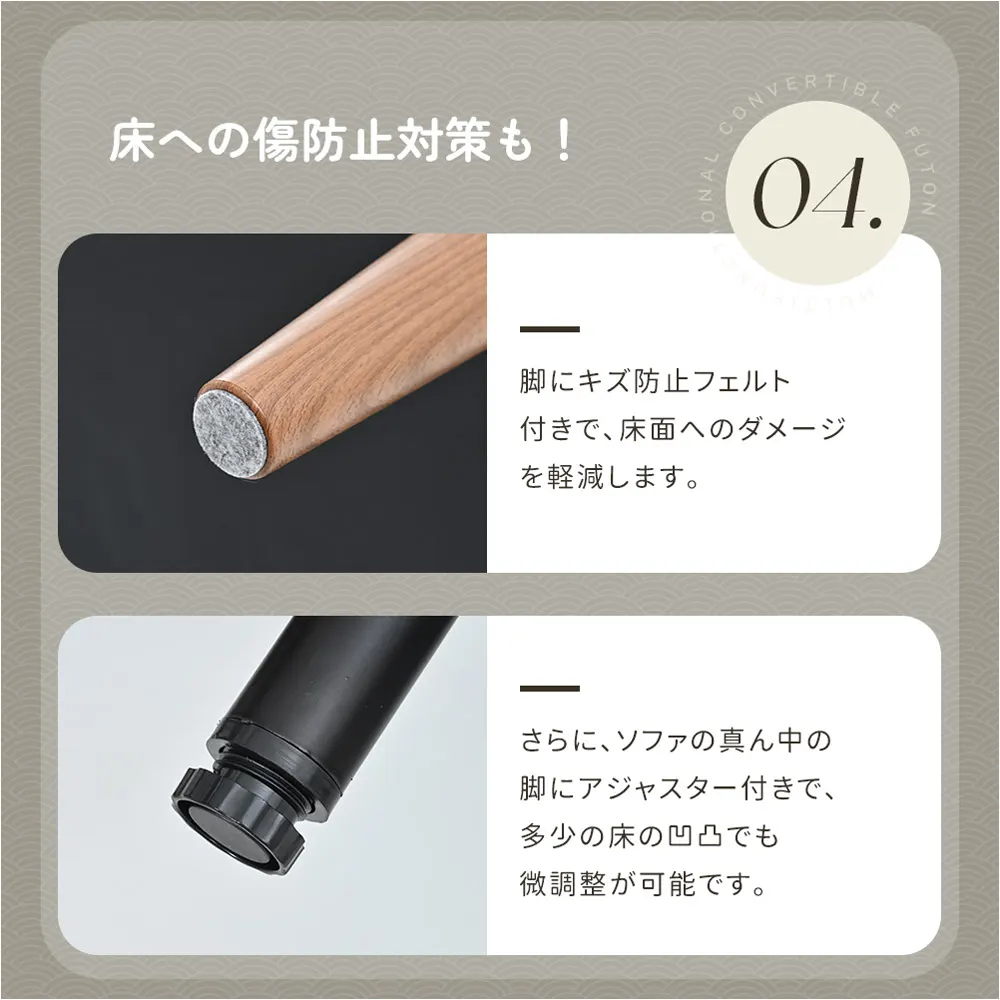 床への傷防止対策も！
MULTIFUNCTIONAL CONVERTIBLE FUTON
04.
脚にキズ防止フェルト
付きで、床面へのダメージ
を軽減します。
さらに、ソファの真ん中の
脚にアジャスター付きで、
多少の床の凹凸でも
微調整が可能です。